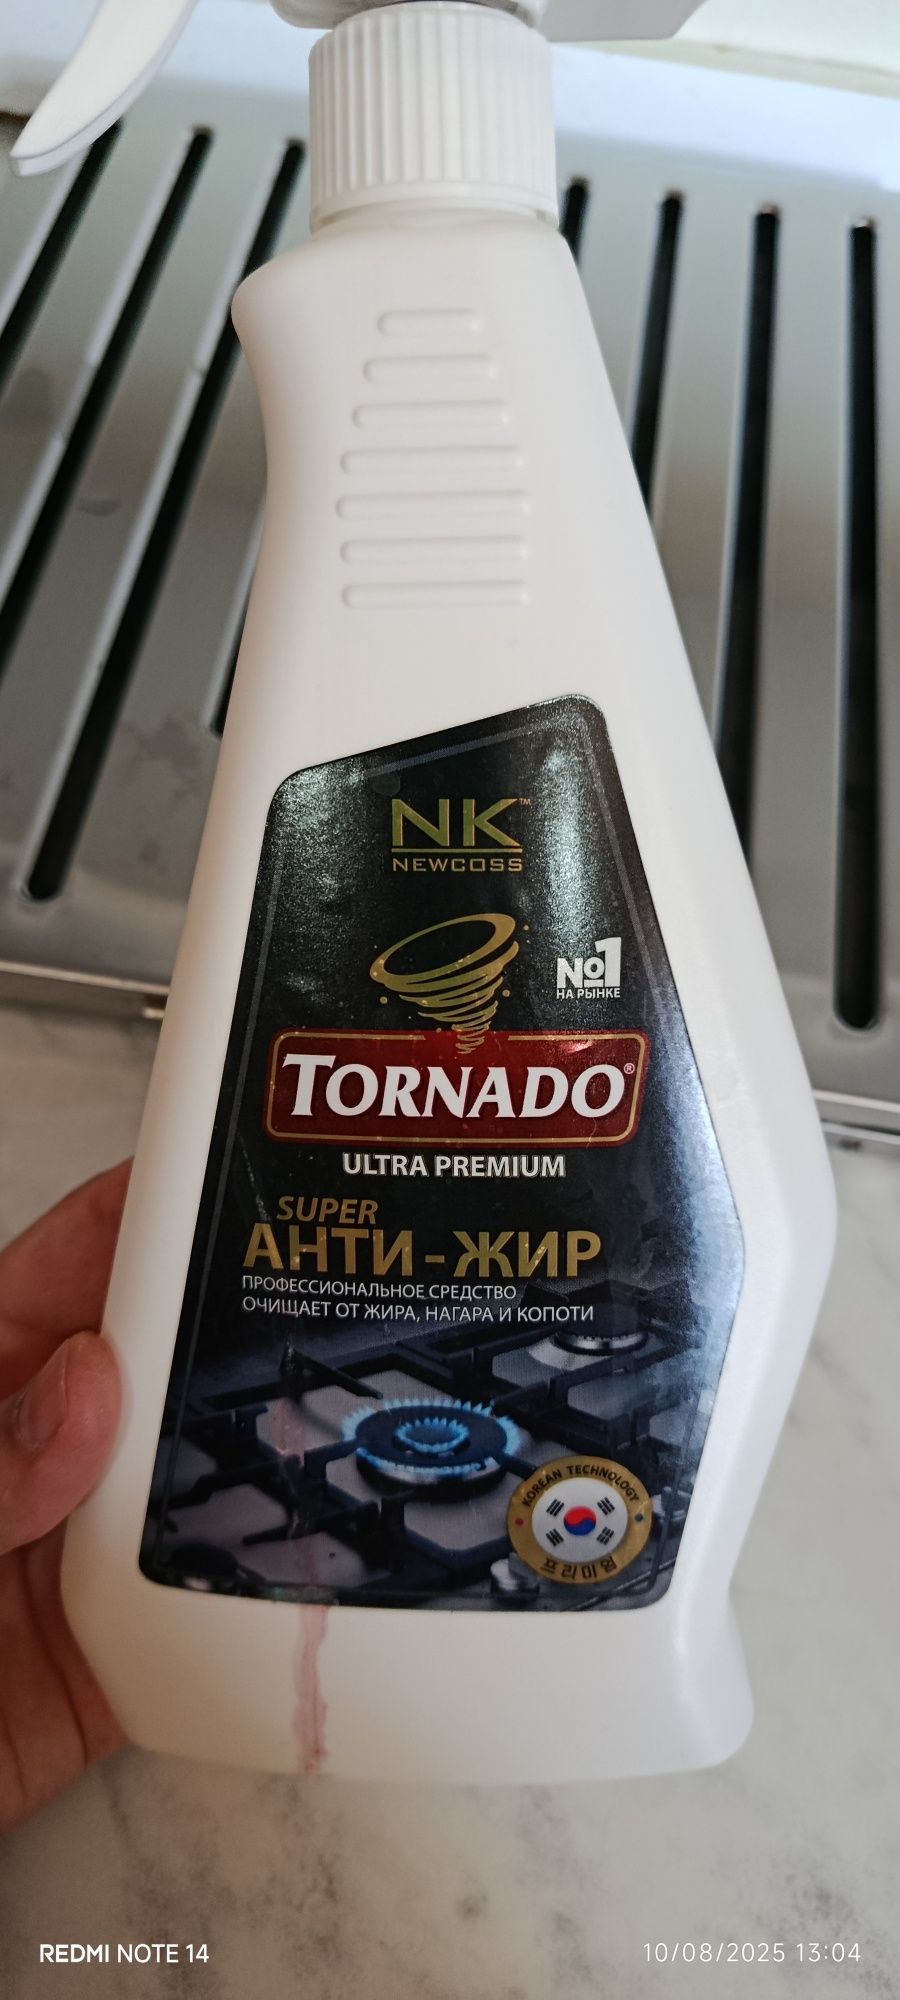 NK™
NEWCOSS
№1
НА РЫНКЕ
TORNADO®
ULTRA PREMIUM
SUPER
АНТИ-ЖИР
ПРОФЕССИОНАЛЬНОЕ СРЕДСТВО
ОЧИЩАЕТ ОТ ЖИРА, НАГАРА И КОПОТИ
KOREAN TECHNOLOGY
프리미엄
REDMI NOTE 14
10/08/2025 13:04